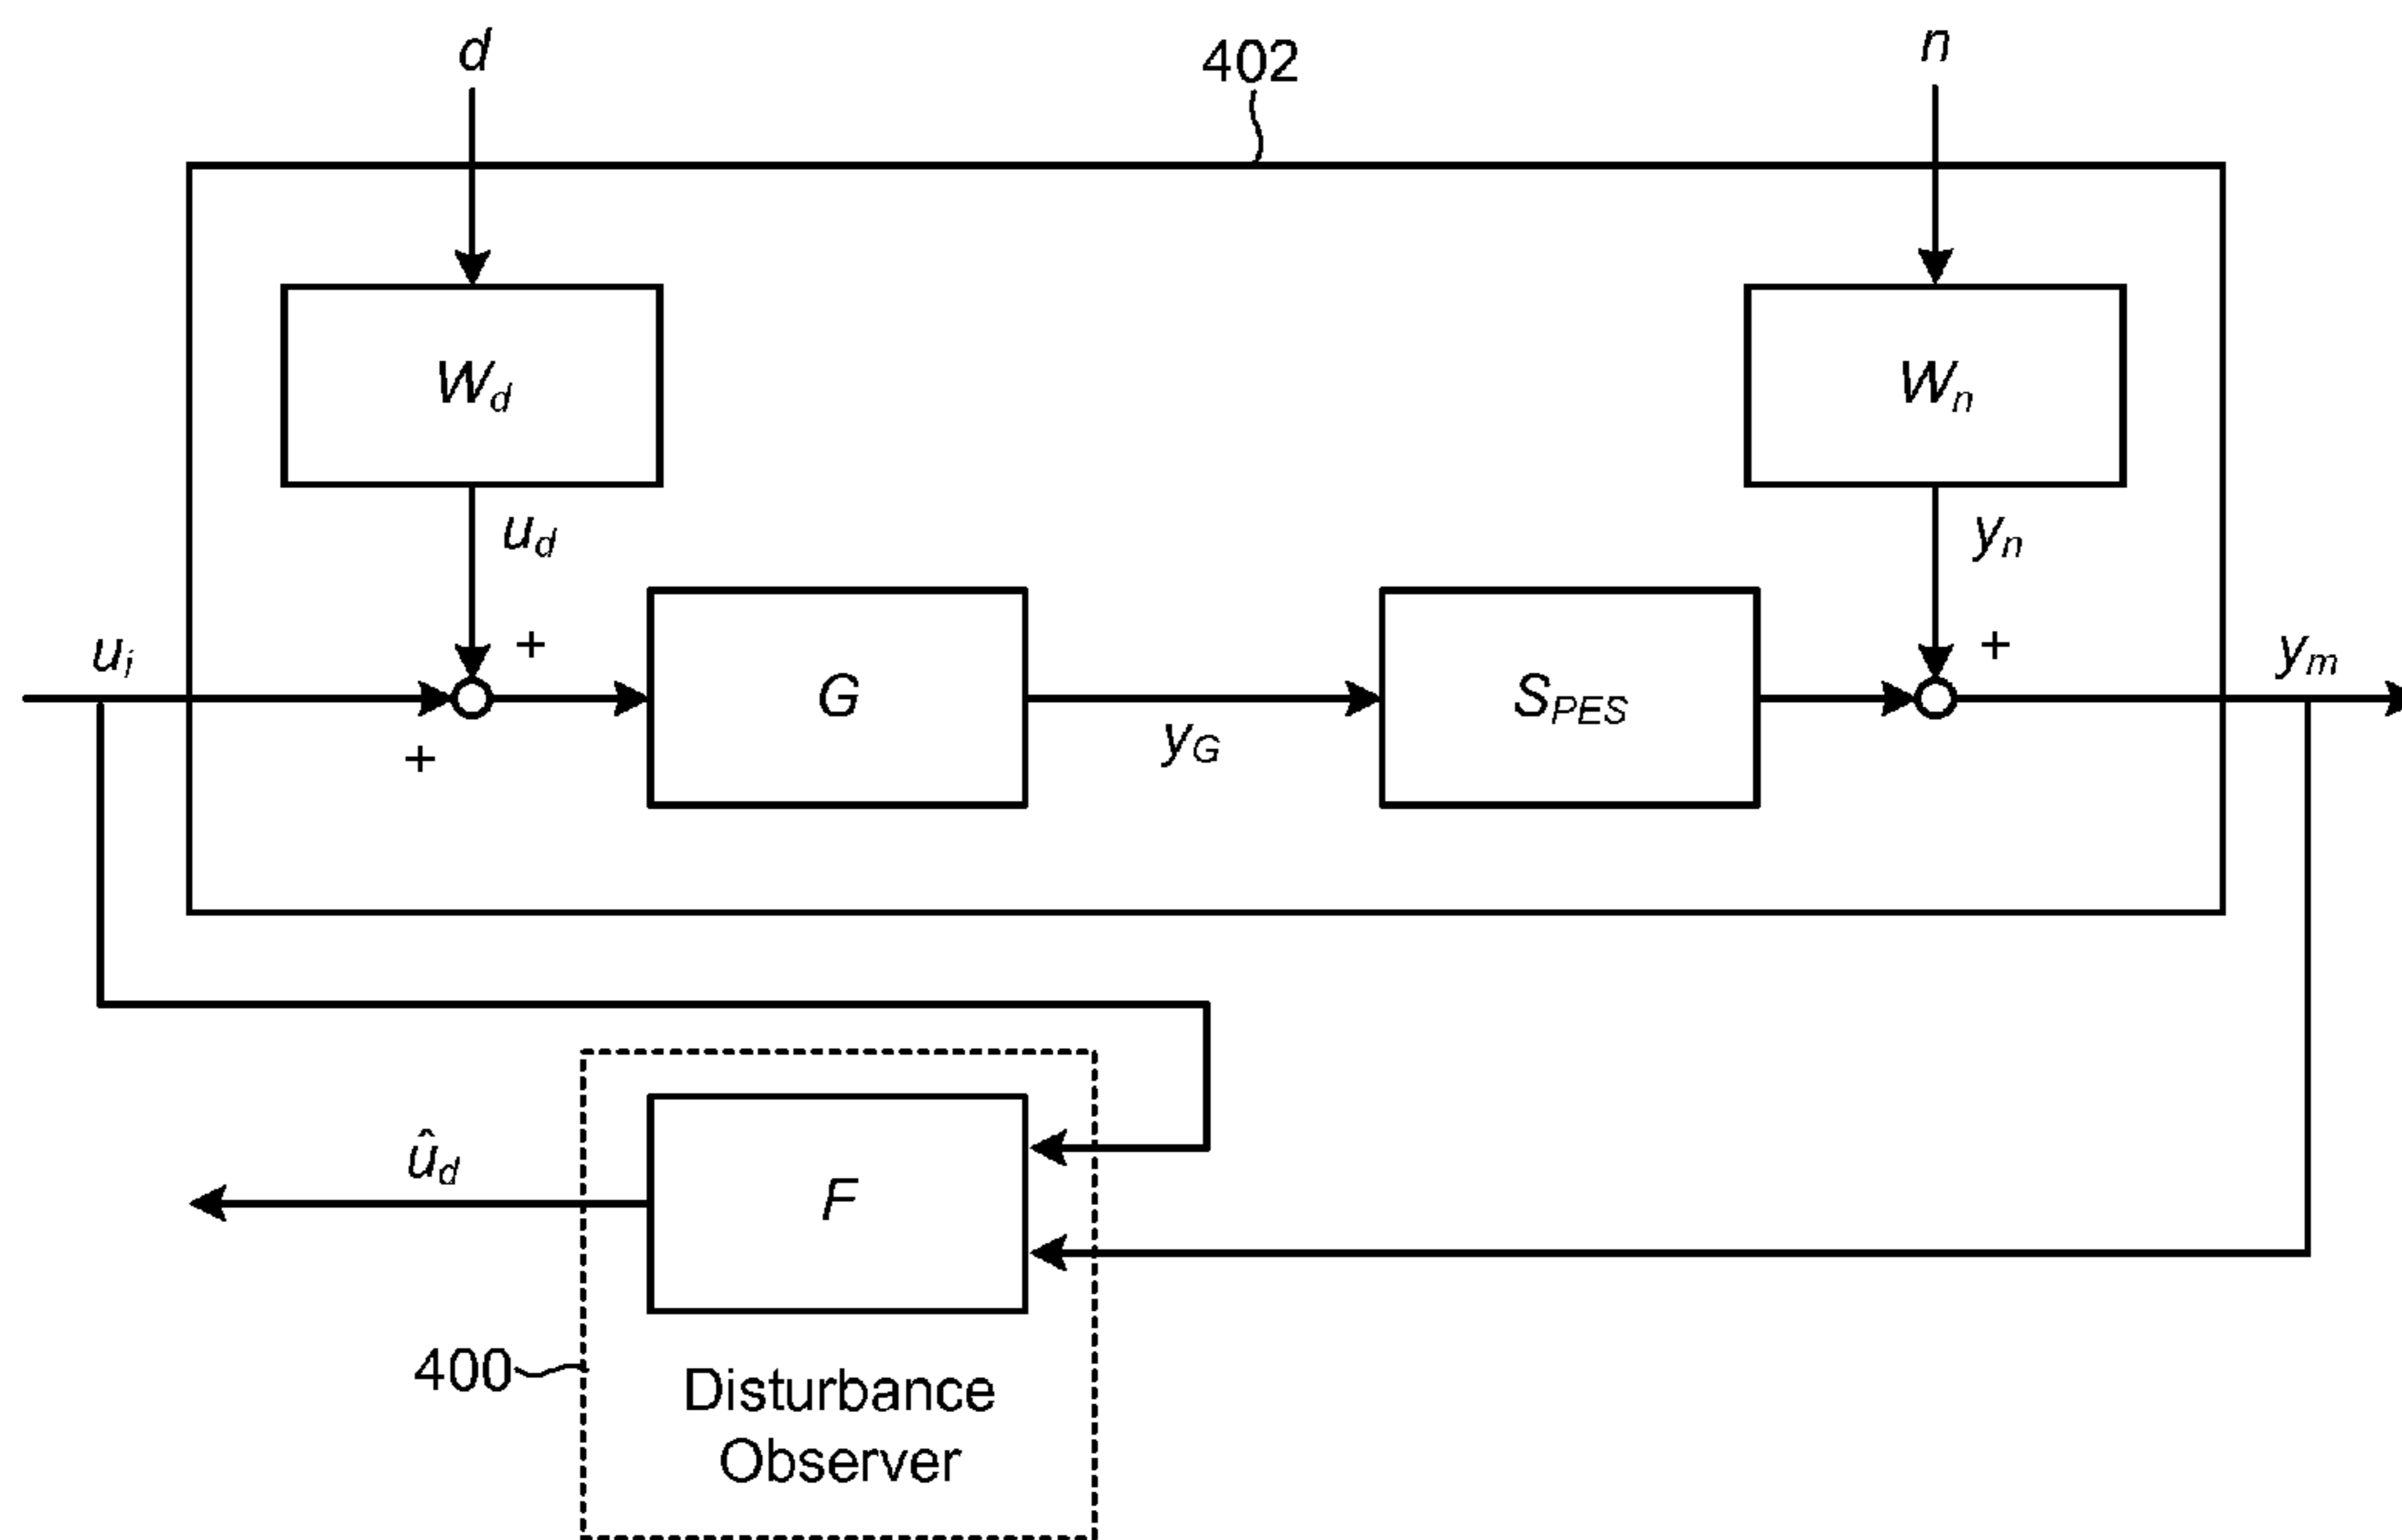 d
402
n
W_d
W_n
u_d
y_n
+
+
u_i
y_m
G
S_PES
y_G
+
û_d
F
400
Disturbance
Observer